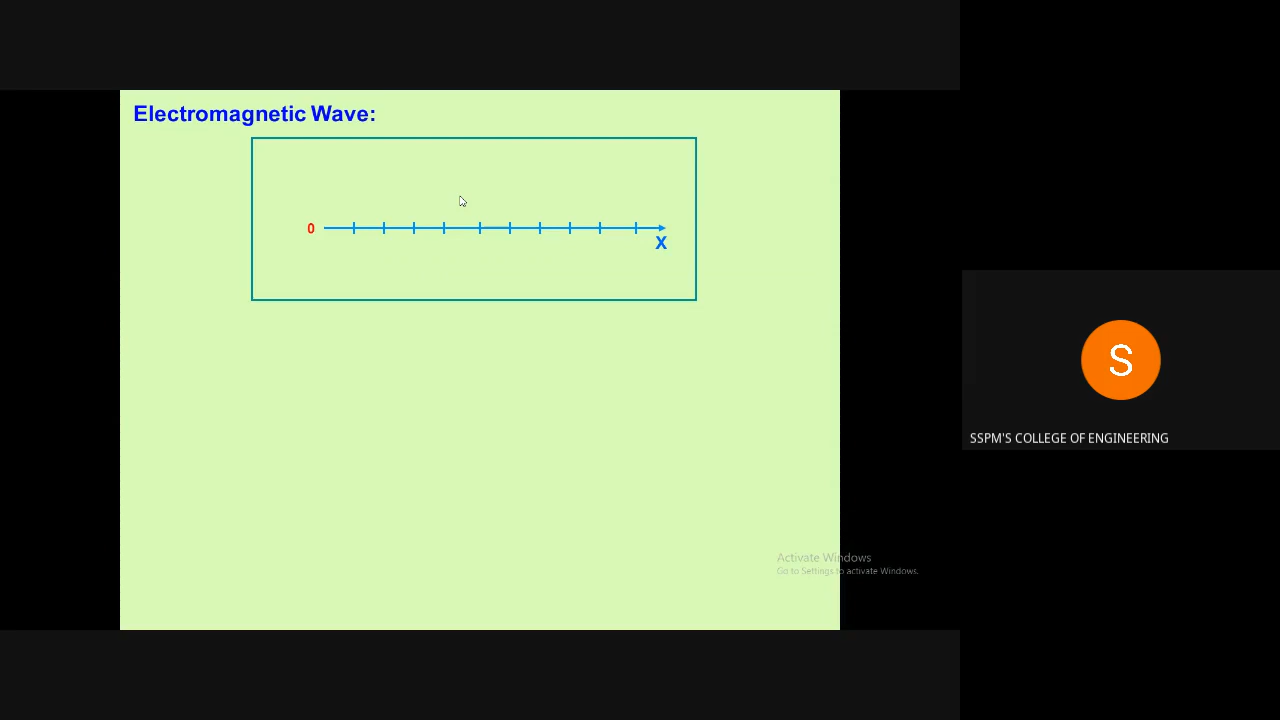 Electromagnetic Wave:
0
X
S
SSPM'S COLLEGE OF ENGINEERING
Activate Windows
Go to Settings to activate Windows.